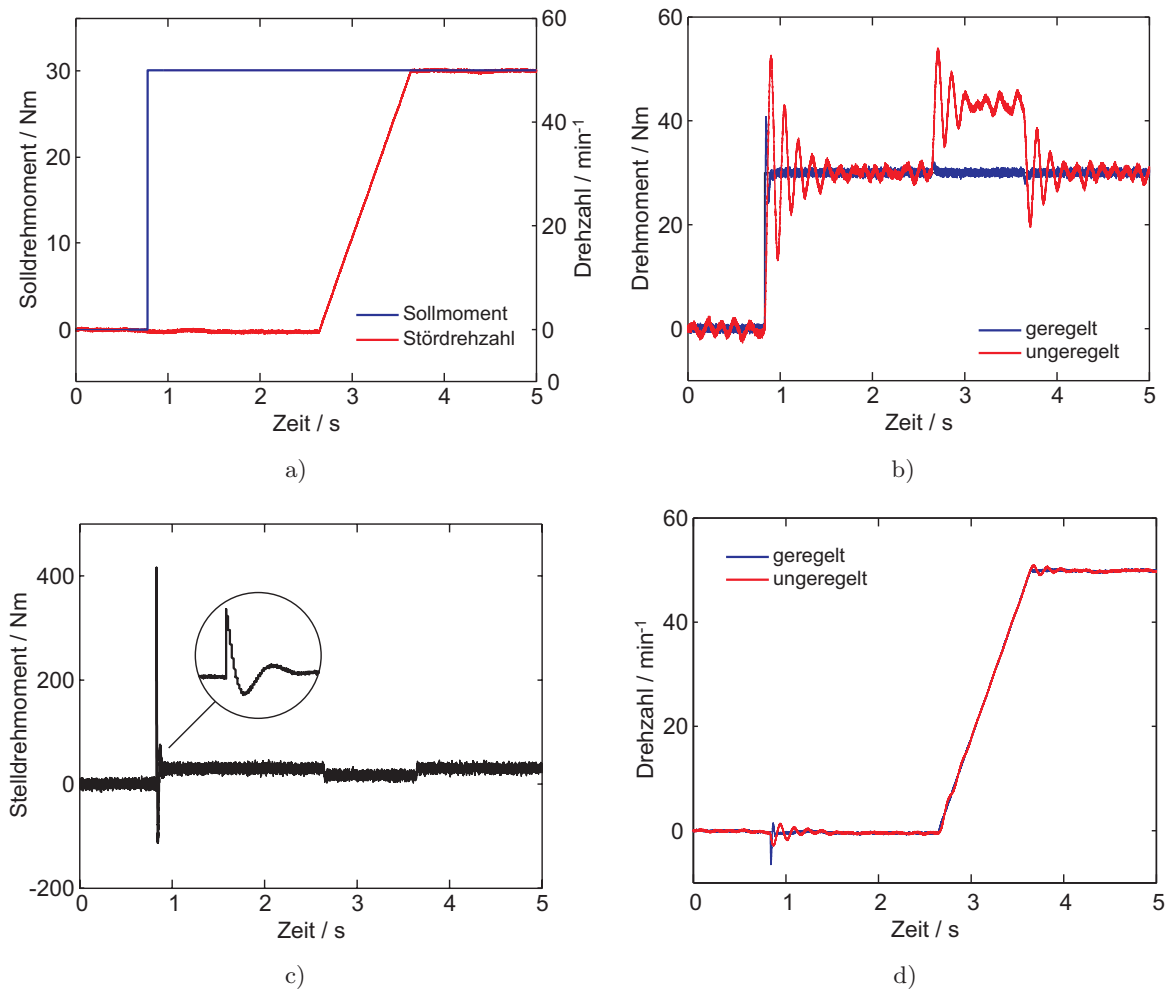 Solldrehmoment / Nm
30
20
10
0
60
40
20
0
0
Drehzahl / min⁻¹
Sollmoment
Stördrehzahl
0 1 2 3 4 5
Zeit / s
a)
Drehmoment / Nm
60
40
20
0
geregelt
ungeregelt
0 1 2 3 4 5
Zeit / s
b)
Stelldrehmoment / Nm
400
200
0
-200
0 1 2 3 4 5
Zeit / s
c)
Drehzahl / min⁻¹
60
40
20
0
geregelt
ungeregelt
0 1 2 3 4 5
Zeit / s
d)